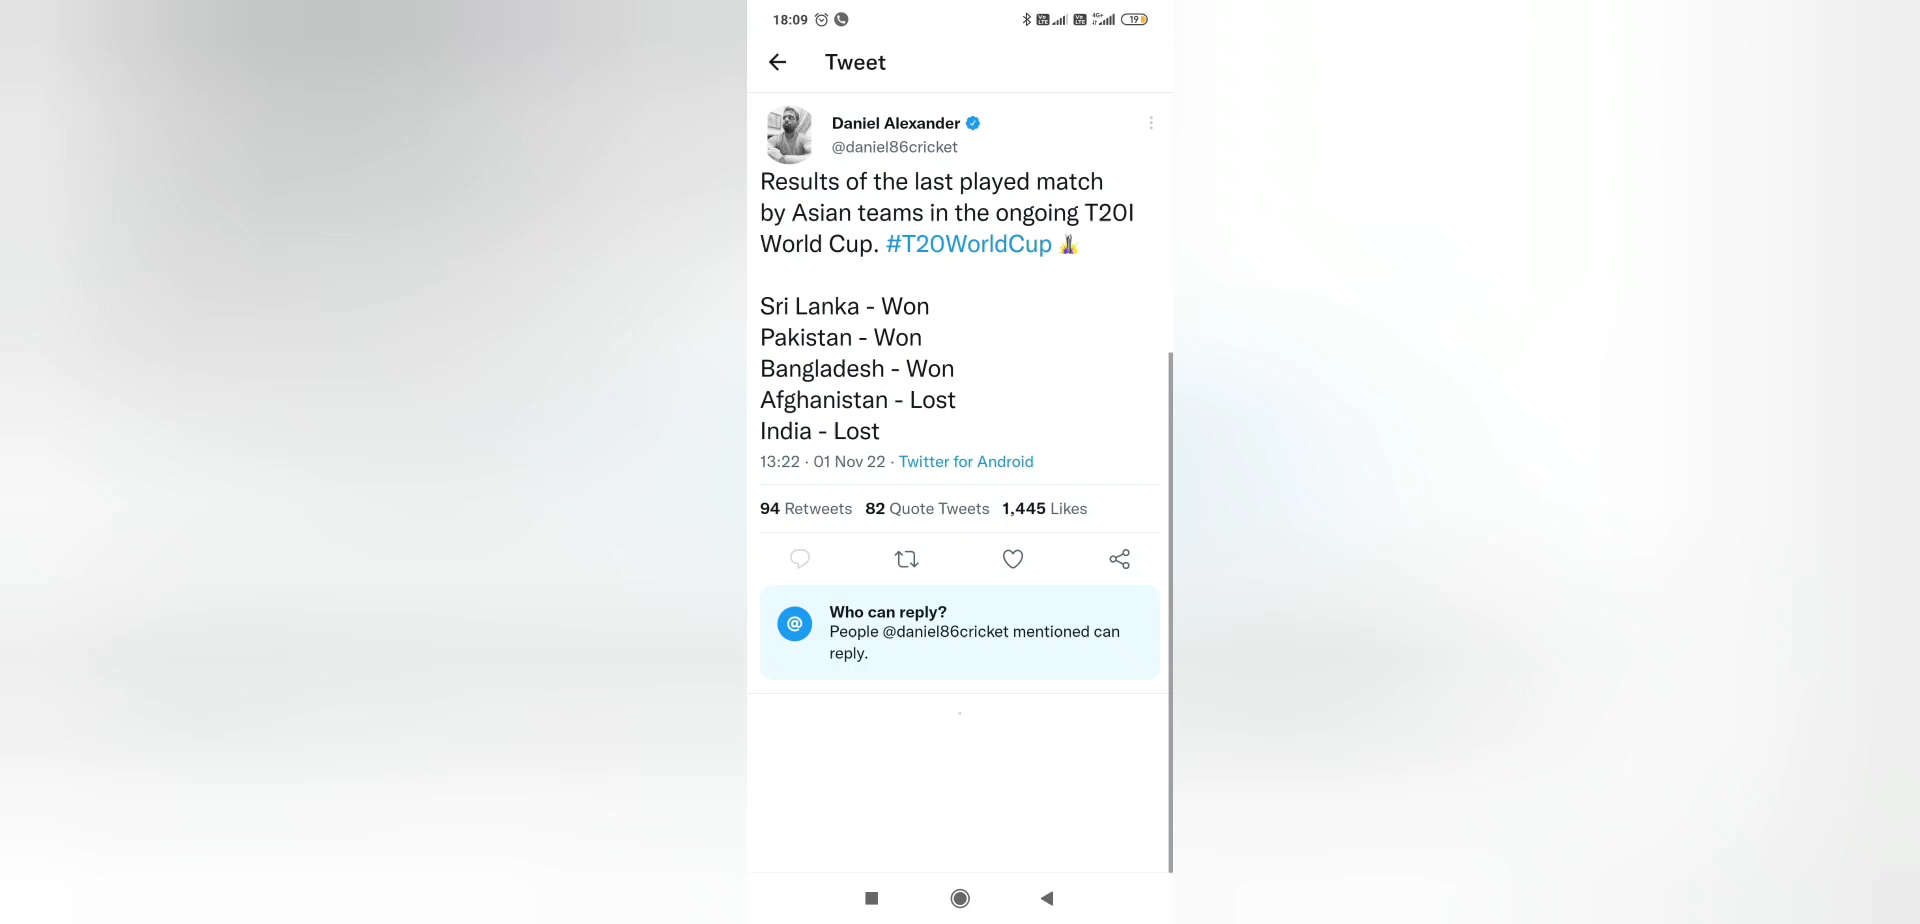 18:09
4G+
19
Tweet
Daniel Alexander
@daniel86cricket
Results of the last played match
by Asian teams in the ongoing T20I
World Cup. #T20WorldCup
Sri Lanka - Won
Pakistan - Won
Bangladesh - Won
Afghanistan - Lost
India - Lost
13:22 · 01 Nov 22 · Twitter for Android
94 Retweets 82 Quote Tweets 1,445 Likes
@
Who can reply?
People @daniel86cricket mentioned can
reply.